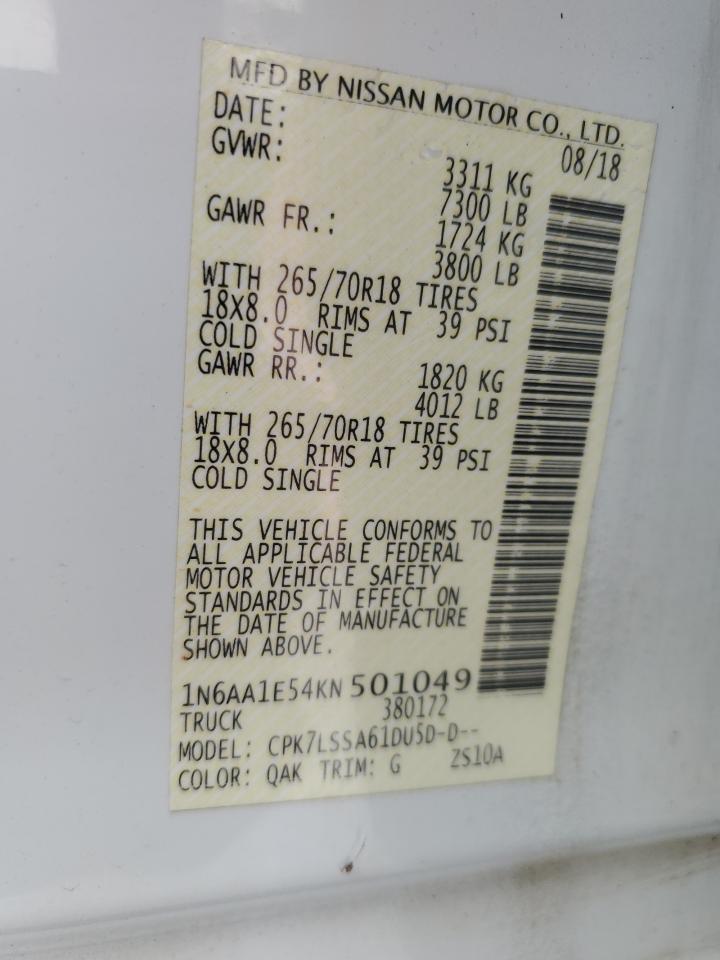 MFD BY NISSAN MOTOR CO., LTD.
DATE: 08/18
GVWR: 3311 KG
7300 LB
GAWR FR.: 1724 KG
3800 LB
WITH 265/70R18 TIRES
18X8.0 RIMS AT 39 PSI
COLD SINGLE
GAWR RR.: 1820 KG
4012 LB
WITH 265/70R18 TIRES
18X8.0 RIMS AT 39 PSI
COLD SINGLE
THIS VEHICLE CONFORMS TO
ALL APPLICABLE FEDERAL
MOTOR VEHICLE SAFETY
STANDARDS IN EFFECT ON
THE DATE OF MANUFACTURE
SHOWN ABOVE.
1N6AA1E54KN501049
TRUCK 380172
MODEL: CPK7LSSA61DU5D-D--
COLOR: QAK TRIM: G ZS10A